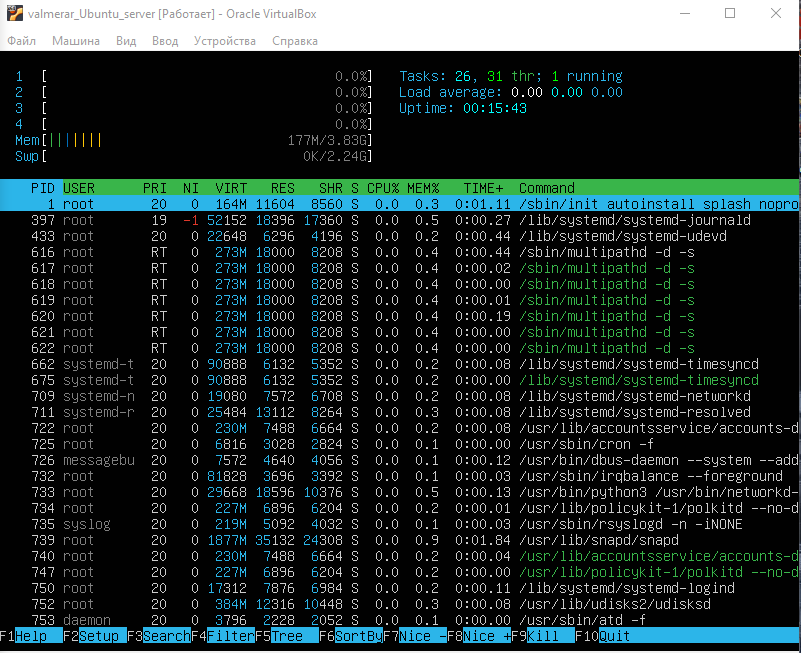 valmerar_Ubuntu_server [Работает] - Oracle VirtualBox
Файл Машина Вид Ввод Устройства Справка
1 [ 0.0%] Tasks: 26, 31 thr; 1 running
2 [ 0.0%] Load average: 0.00 0.00 0.00
3 [ 0.0%] Uptime: 00:15:43
4 [ 0.0%]
Mem[||||||| 177M/3.83G]
Swp[ 0K/2.24G]
PID USER PRI NI VIRT RES SHR S CPU% MEM% TIME+ Command
1 root 20 0 164M 11604 8560 S 0.0 0.3 0:01.11 /sbin/init autoinstall splash nopro
397 root 19 -1 52152 18396 17360 S 0.0 0.5 0:00.27 /lib/systemd/systemd-journald
433 root 20 0 22648 6296 4196 S 0.0 0.2 0:00.44 /lib/systemd/systemd-udevd
616 root RT 0 273M 18000 8208 S 0.0 0.4 0:00.44 /sbin/multipathd -d -s
617 root RT 0 273M 18000 8208 S 0.0 0.4 0:00.02 /sbin/multipathd -d -s
618 root RT 0 273M 18000 8208 S 0.0 0.4 0:00.00 /sbin/multipathd -d -s
619 root RT 0 273M 18000 8208 S 0.0 0.4 0:00.01 /sbin/multipathd -d -s
620 root RT 0 273M 18000 8208 S 0.0 0.4 0:00.19 /sbin/multipathd -d -s
621 root RT 0 273M 18000 8208 S 0.0 0.4 0:00.00 /sbin/multipathd -d -s
622 root RT 0 273M 18000 8208 S 0.0 0.4 0:00.00 /sbin/multipathd -d -s
662 systemd-t 20 0 90888 6132 5352 S 0.0 0.2 0:00.08 /lib/systemd/systemd-timesyncd
675 systemd-t 20 0 90888 6132 5352 S 0.0 0.2 0:00.00 /lib/systemd/systemd-timesyncd
709 systemd-n 20 0 19080 7572 6708 S 0.0 0.2 0:00.08 /lib/systemd/systemd-networkd
711 systemd-r 20 0 25484 13112 8264 S 0.0 0.3 0:00.08 /lib/systemd/systemd-resolved
722 root 20 0 230M 7488 6664 S 0.0 0.2 0:00.08 /usr/lib/accountsservice/accounts-d
725 root 20 0 6816 3028 2824 S 0.0 0.1 0:00.00 /usr/sbin/cron -f
726 messagebu 20 0 7572 4640 4056 S 0.0 0.1 0:00.12 /usr/bin/dbus-daemon --system --add
732 root 20 0 81828 3696 3392 S 0.0 0.1 0:00.03 /usr/sbin/irqbalance --foreground
733 root 20 0 29668 18596 10376 S 0.0 0.5 0:00.13 /usr/bin/python3 /usr/bin/networkd-
734 root 20 0 227M 6896 6204 S 0.0 0.2 0:00.01 /usr/lib/policykit-1/polkitd --no-d
735 syslog 20 0 219M 5092 4032 S 0.0 0.1 0:00.03 /usr/sbin/rsyslogd -n -iNONE
739 root 20 0 1877M 35132 24308 S 0.0 0.9 0:01.84 /usr/lib/snapd/snapd
740 root 20 0 230M 7488 6664 S 0.0 0.2 0:00.04 /usr/lib/accountsservice/accounts-d
747 root 20 0 227M 6896 6204 S 0.0 0.2 0:00.00 /usr/lib/policykit-1/polkitd --no-d
750 root 20 0 17312 7876 6984 S 0.0 0.2 0:00.11 /lib/systemd/systemd-logind
752 root 20 0 384M 12316 10448 S 0.0 0.3 0:00.08 /usr/lib/udisks2/udisksd
753 daemon 20 0 3796 2228 2052 S 0.0 0.1 0:00.00 /usr/sbin/atd -f
F1Help F2Setup F3SearchF4FilterF5Tree F6SortByF7Nice -F8Nice +F9Kill F10Quit